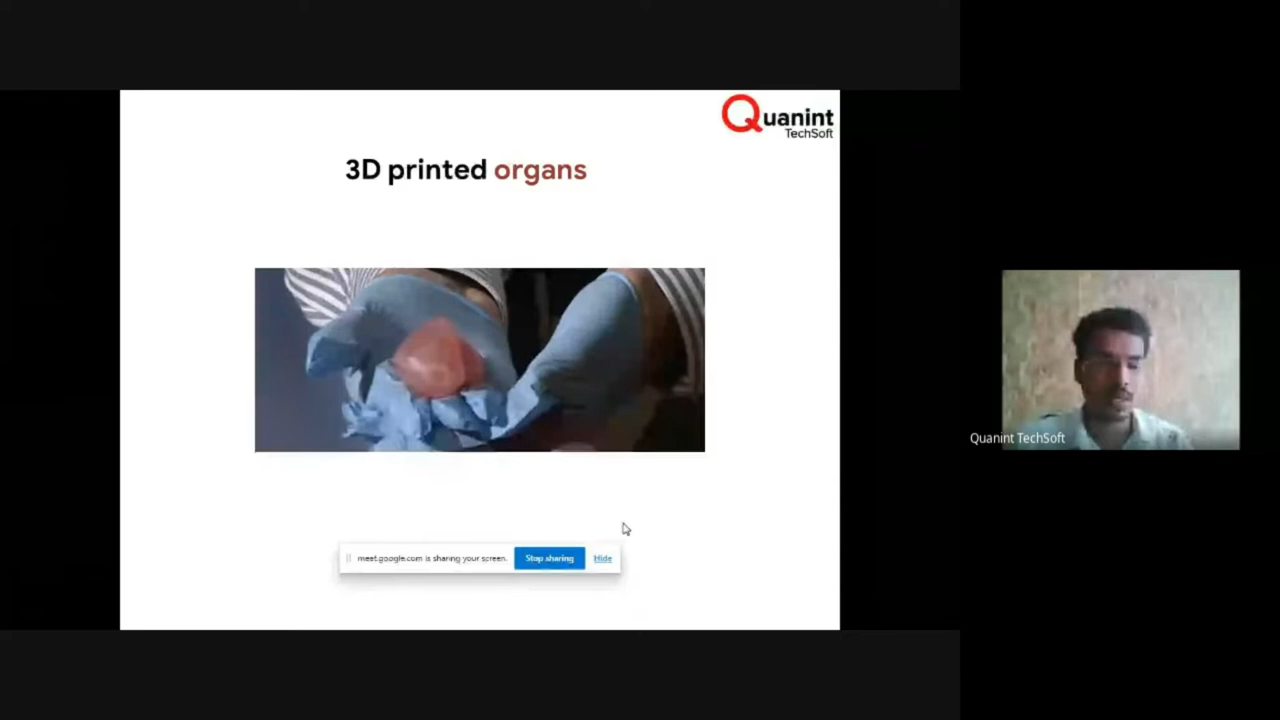 Quanint
TechSoft
3D printed organs
meet.google.com is sharing your screen.
Stop sharing
Hide
Quanint TechSoft